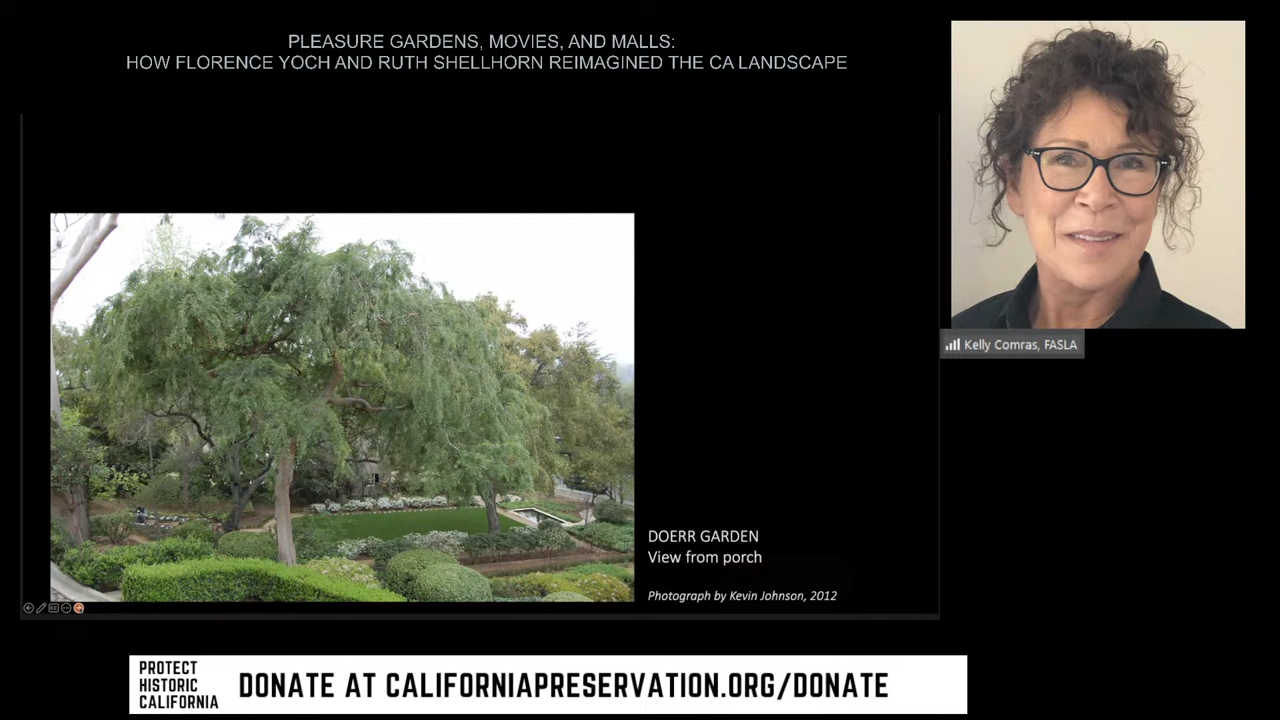 PLEASURE GARDENS, MOVIES, AND MALLS:
HOW FLORENCE YOCH AND RUTH SHELLHORN REIMAGINED THE CA LANDSCAPE
Kelly Comras, FASLA
DOERR GARDEN
View from porch
Photograph by Kevin Johnson, 2012
PROTECT
HISTORIC
CALIFORNIA
DONATE AT CALIFORNIAPRESERVATION.ORG/DONATE